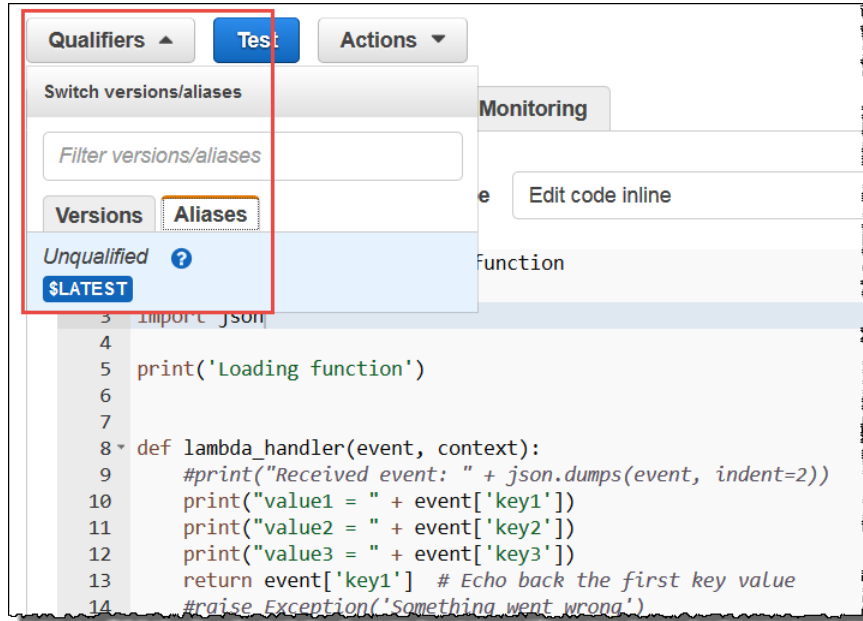 Qualifiers Test Actions
Switch versions/aliases
Monitoring
Filter versions/aliases
e Edit code inline
Versions Aliases
Unqualified ?
function
$LATEST
3 import json
4
5 print('Loading function')
6
7
8 def lambda_handler(event, context):
9 #print("Received event: " + json.dumps(event, indent=2))
10 print("value1 = " + event['key1'])
11 print("value2 = " + event['key2'])
12 print("value3 = " + event['key3'])
13 return event['key1'] # Echo back the first key value
14 #raise Exception('Something went wrong')